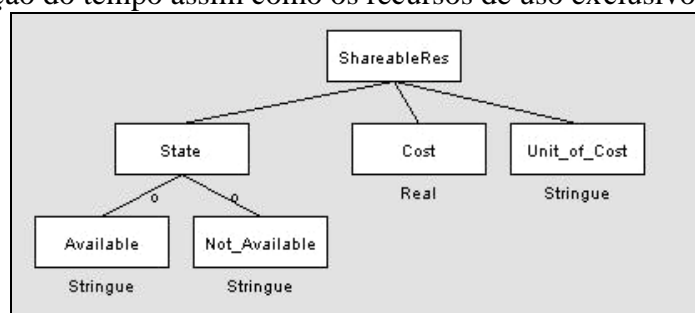 ção do tempo assim como os recursos de uso exclusivo
ShareableRes
State Cost Unit_of_Cost
Real Stringue
o o
Available Not_Available
Stringue Stringue